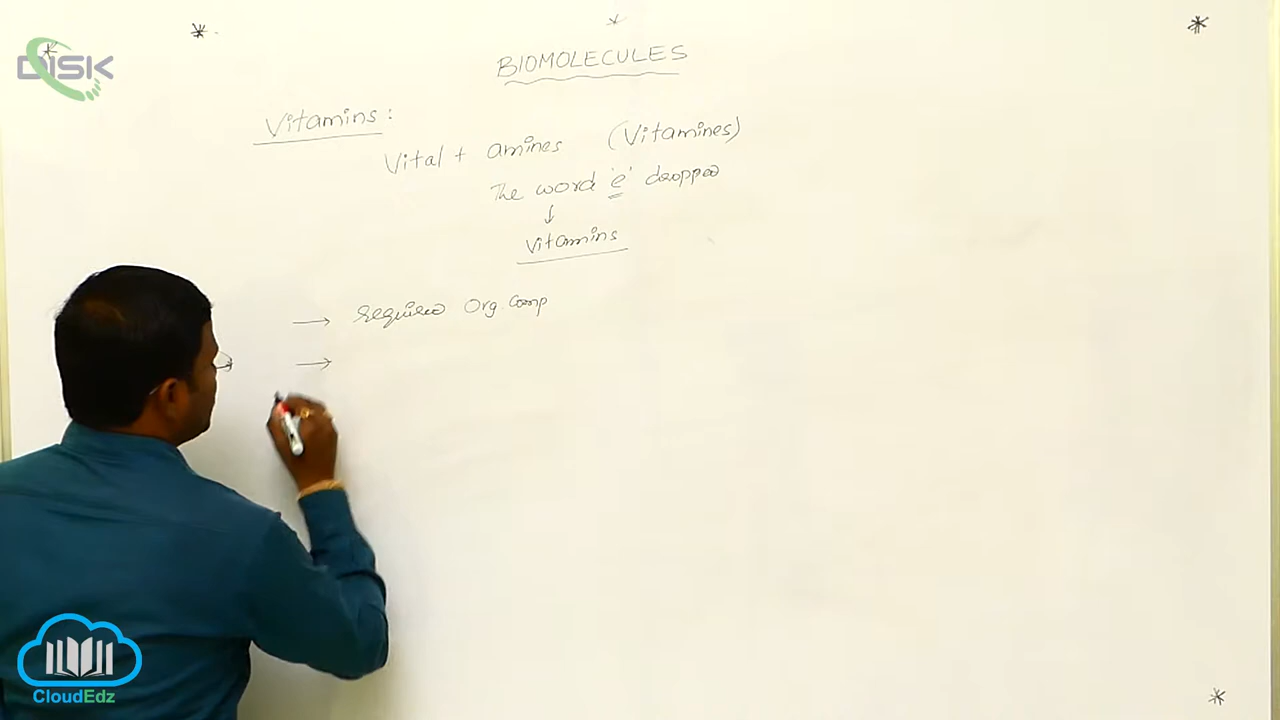 DISK
BIOMOLECULES
Vitamins :
Vital + amines (Vitamines)
The word 'e' dropped
↓
Vitamins
→ required Org. Comp
→
CloudEdz